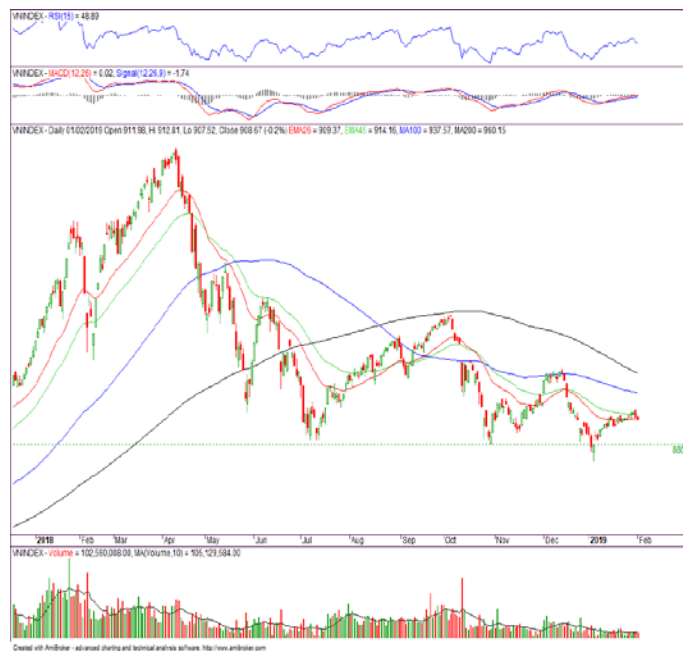 VNINDEX - RSI(15) = 48.89
VNINDEX - MACD(12,26) = 0.02, Signal(12,26,9) = -1.74
VNINDEX - Daily 01/02/2019 Open 911.98, Hi 912.81, Lo 907.52, Close 908.67 (-0.2%) EMA26 = 909.37, EMA45 = 914.16, MA100 = 937.57, MA200 = 960.15
880
2018 Feb Mar Apr May Jun Jul Aug Sep Oct Nov Dec 2019 Feb
VNINDEX - Volume = 102,590,008.00, MA(Volume,10) = 105,129,584.00
Created with AmiBroker - advanced charting and technical analysis software. http://www.amibroker.com